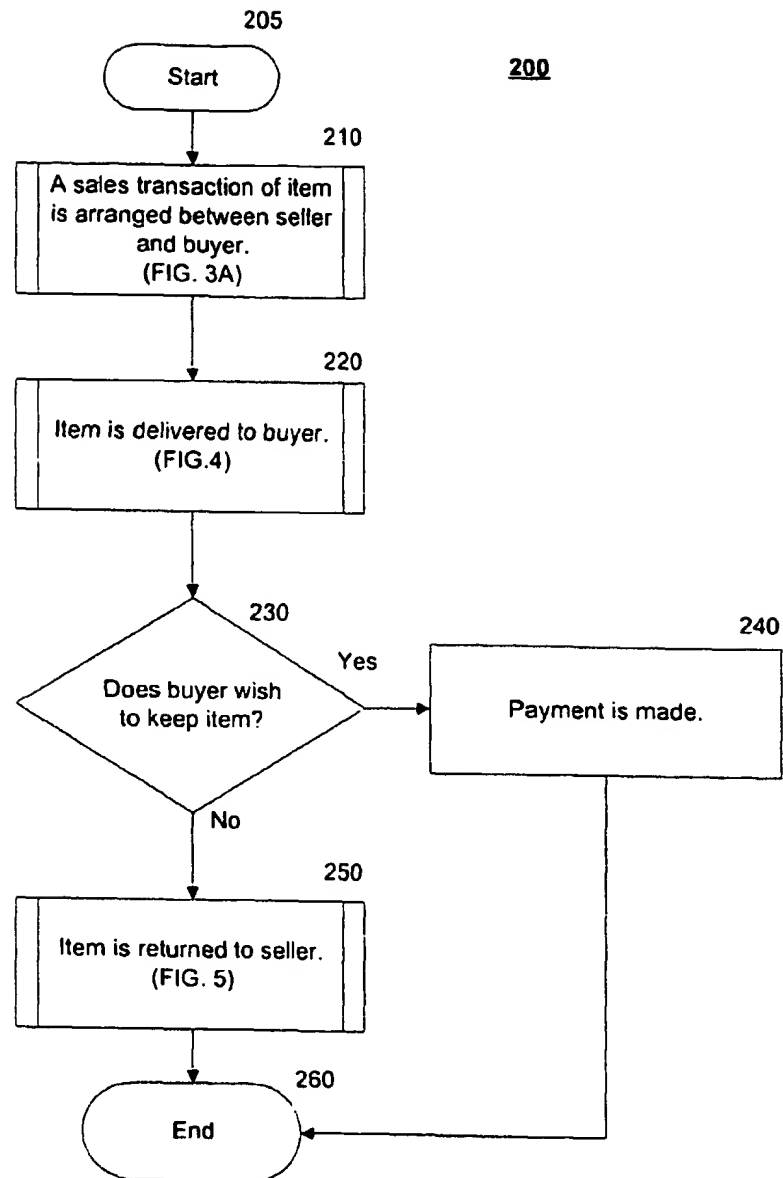 205
Start
200
210
A sales transaction of item
is arranged between seller
and buyer.
(FIG. 3A)
220
Item is delivered to buyer.
(FIG.4)
230
Does buyer wish
to keep item?
Yes
240
Payment is made.
No
250
Item is returned to seller.
(FIG. 5)
260
End